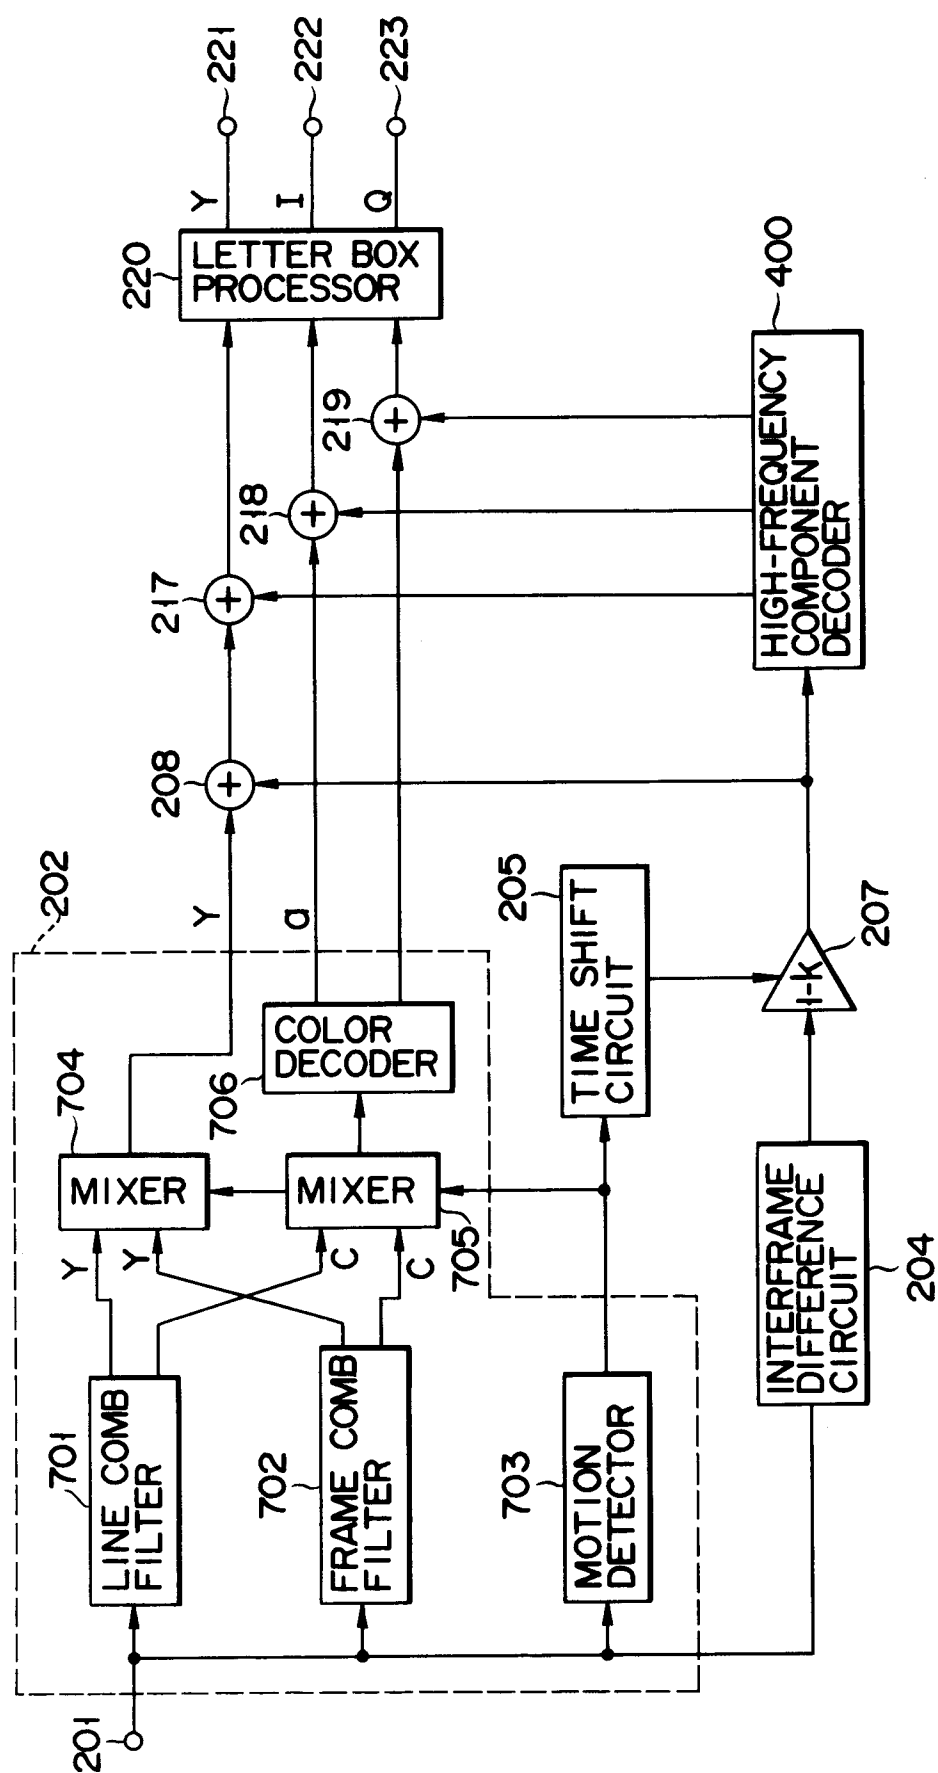 201
202
701
LINE COMB
FILTER
702
FRAME COMB
FILTER
703
MOTION
DETECTOR
Y
Y
C
C
704
MIXER
MIXER
705
706
COLOR
DECODER
Y
a
208
+
217
+
218
+
219
+
220
LETTER BOX
PROCESSOR
Y
I
Q
221
222
223
205
TIME SHIFT
CIRCUIT
INTERFRAME
DIFFERENCE
CIRCUIT
204
1-K
207
HIGH-FREQUENCY
COMPONENT
DECODER
400